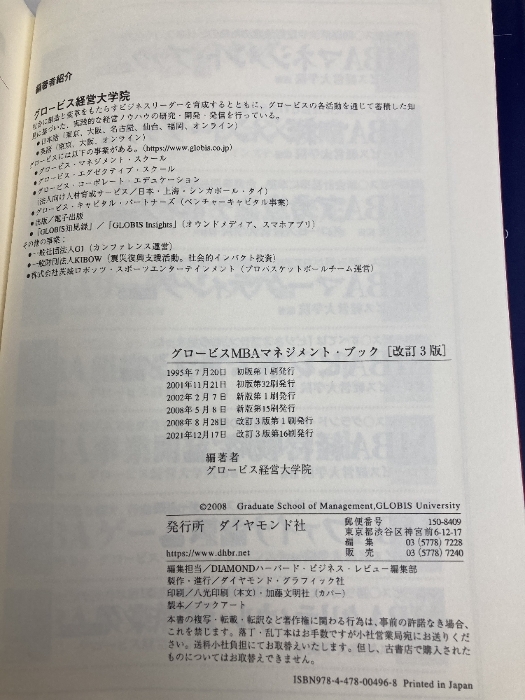 編著者紹介
グロービス経営大学院
社会に創造と変革をもたらすビジネスリーダーを育成するとともに、グロービスの各活動を通じて蓄積した知
見に基づいた、実践的な経営ノウハウの研究・開発・発信を行っている。
●日本語（東京、大阪、名古屋、仙台、福岡、オンライン）
●英語（東京、大阪、オンライン）
グロービスには以下の事業がある。(https://www.globis.co.jp)
●グロービス・マネジメント・スクール
●グロービス・エグゼクティブ・スクール
●グロービス・コーポレート・エデュケーション
（法人向け人材育成サービス／日本・上海・シンガポール・タイ）
●グロービス・キャピタル・パートナーズ（ベンチャーキャピタル事業）
●出版／電子出版
●「GLOBIS知見録」／「GLOBIS Insights」（オウンドメディア、スマホアプリ）
その他の事業：
●一般社団法人G1（カンファレンス運営）
●一般財団法人KIBOW（震災復興支援活動、社会的インパクト投資）
●株式会社茨城ロボッツ・スポーツエンターテインメント（プロバスケットボールチーム運営）
グロービスMBAマネジメント・ブック［改訂3版］
1995年7月20日　初版第1刷発行
2001年11月21日　初版第32刷発行
2002年2月7日　新版第1刷発行
2008年5月8日　新版第15刷発行
2008年8月28日　改訂3版第1刷発行
2021年12月17日　改訂3版第16刷発行
編著者
グロービス経営大学院
©2008　Graduate School of Management,GLOBIS University
発行所　ダイヤモンド社
郵便番号　150-8409
東京都渋谷区神宮前6-12-17
編　集　03 (5778) 7228
https://www.dhbr.net　販　売　03 (5778) 7240
編集担当／DIAMONDハーバード・ビジネス・レビュー編集部
製作・進行／ダイヤモンド・グラフィック社
印刷／八光印刷（本文）・加藤文明社（カバー）
製本／ブックアート
本書の複写・転載・転訳など著作権に関わる行為は、事前の許諾なき場合、
これを禁じます。落丁・乱丁本はお手数ですが小社営業局宛にお送りくだ
さい。送料小社負担にてお取替えいたします。但し、古書店で購入された
ものについてはお取替えできません。
ISBN978-4-478-00496-8　Printed in Japan